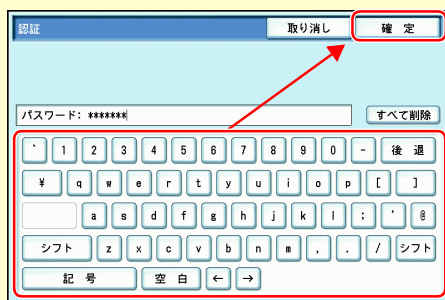 認証 取り消し 確 定
パスワード: ******* すべて削除
` 1 2 3 4 5 6 7 8 9 0 - 後 退
¥ q w e r t y u i o p [ ]
a s d f g h j k l ; ' @
シフト z x c v b n m , . / シフト
記 号 空 白 ← →